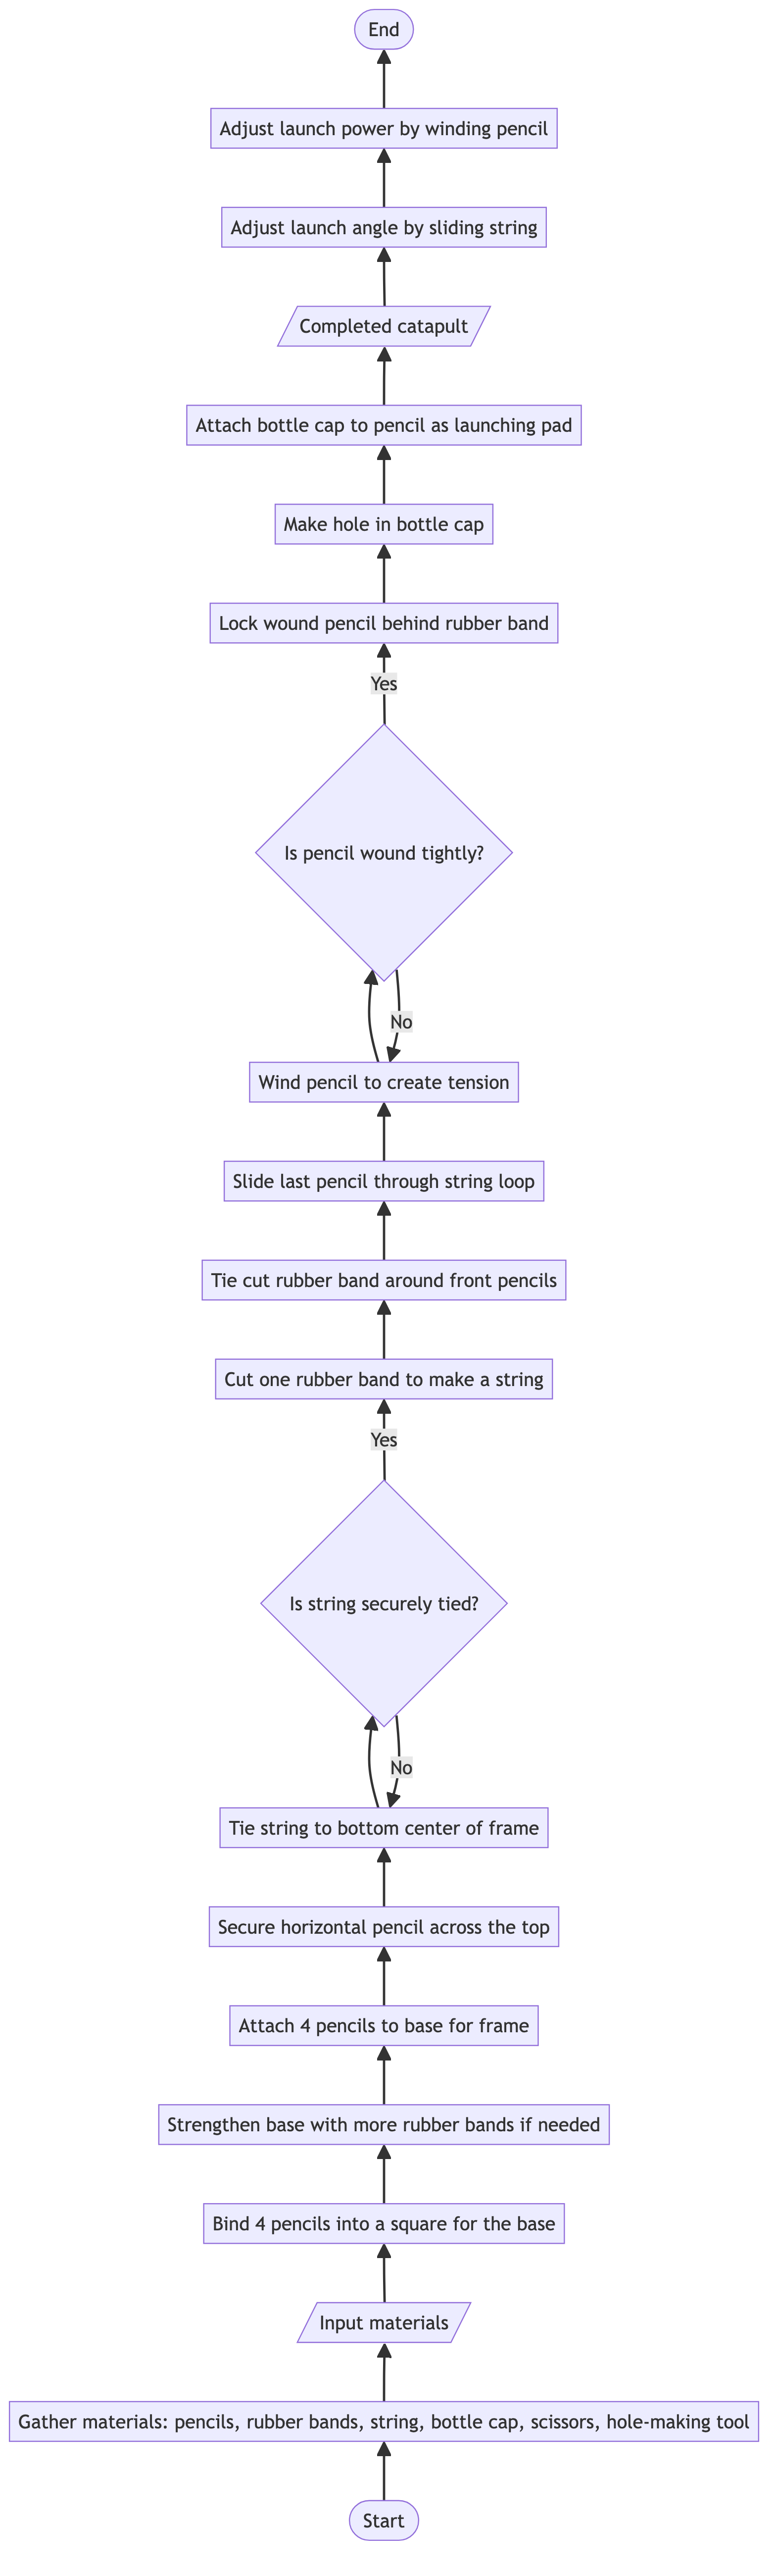 End
Adjust launch power by winding pencil
Adjust launch angle by sliding string
Completed catapult
Attach bottle cap to pencil as launching pad
Make hole in bottle cap
Lock wound pencil behind rubber band
Yes
Is pencil wound tightly?
No
Wind pencil to create tension
Slide last pencil through string loop
Tie cut rubber band around front pencils
Cut one rubber band to make a string
Yes
Is string securely tied?
No
Tie string to bottom center of frame
Secure horizontal pencil across the top
Attach 4 pencils to base for frame
Strengthen base with more rubber bands if needed
Bind 4 pencils into a square for the base
Input materials
Gather materials: pencils, rubber bands, string, bottle cap, scissors, hole-making tool
Start